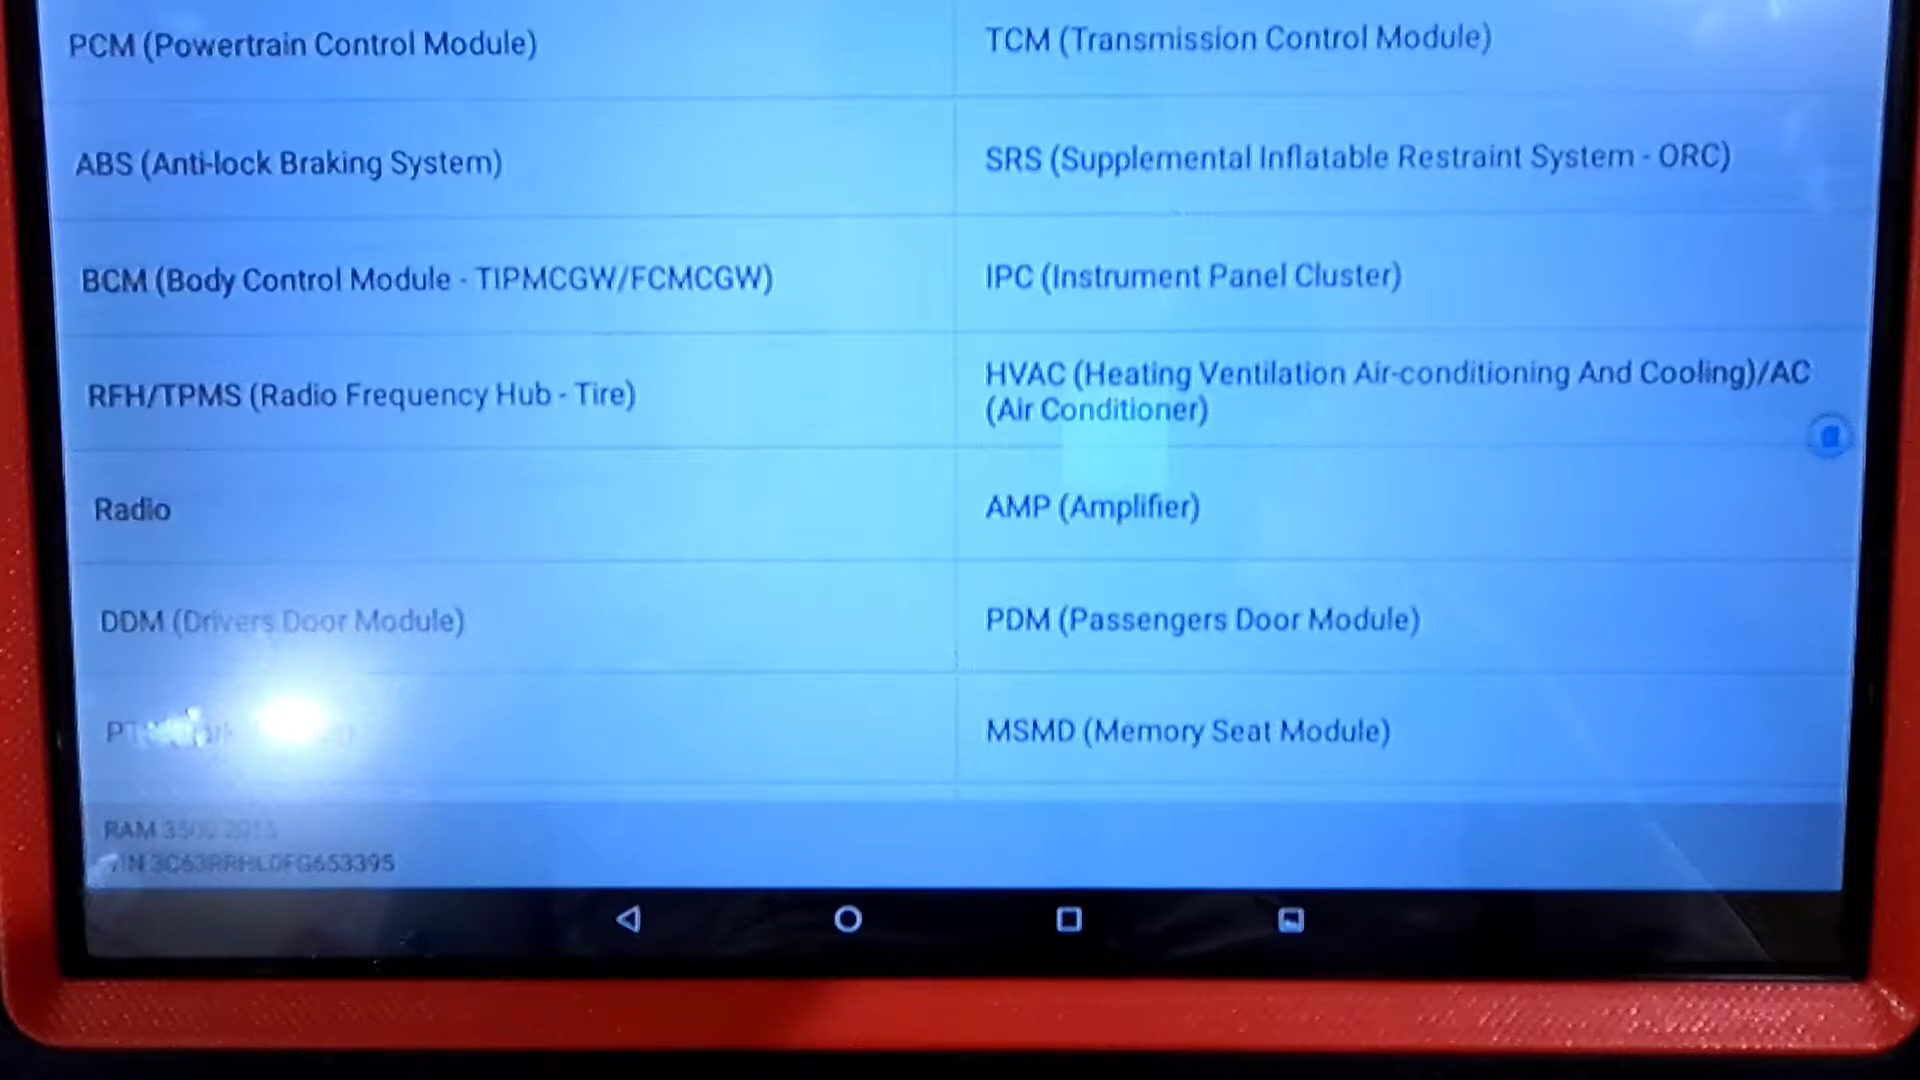 PCM (Powertrain Control Module)
TCM (Transmission Control Module)
ABS (Anti-lock Braking System)
SRS (Supplemental Inflatable Restraint System - ORC)
BCM (Body Control Module - TIPMCGW/FCMCGW)
IPC (Instrument Panel Cluster)
RFH/TPMS (Radio Frequency Hub - Tire)
HVAC (Heating Ventilation Air-conditioning And Cooling)/AC
(Air Conditioner)
Radio
AMP (Amplifier)
DDM (Drivers Door Module)
PDM (Passengers Door Module)
MSMD (Memory Seat Module)
RAM 3500
VIN 3C63RRHL0FG653395